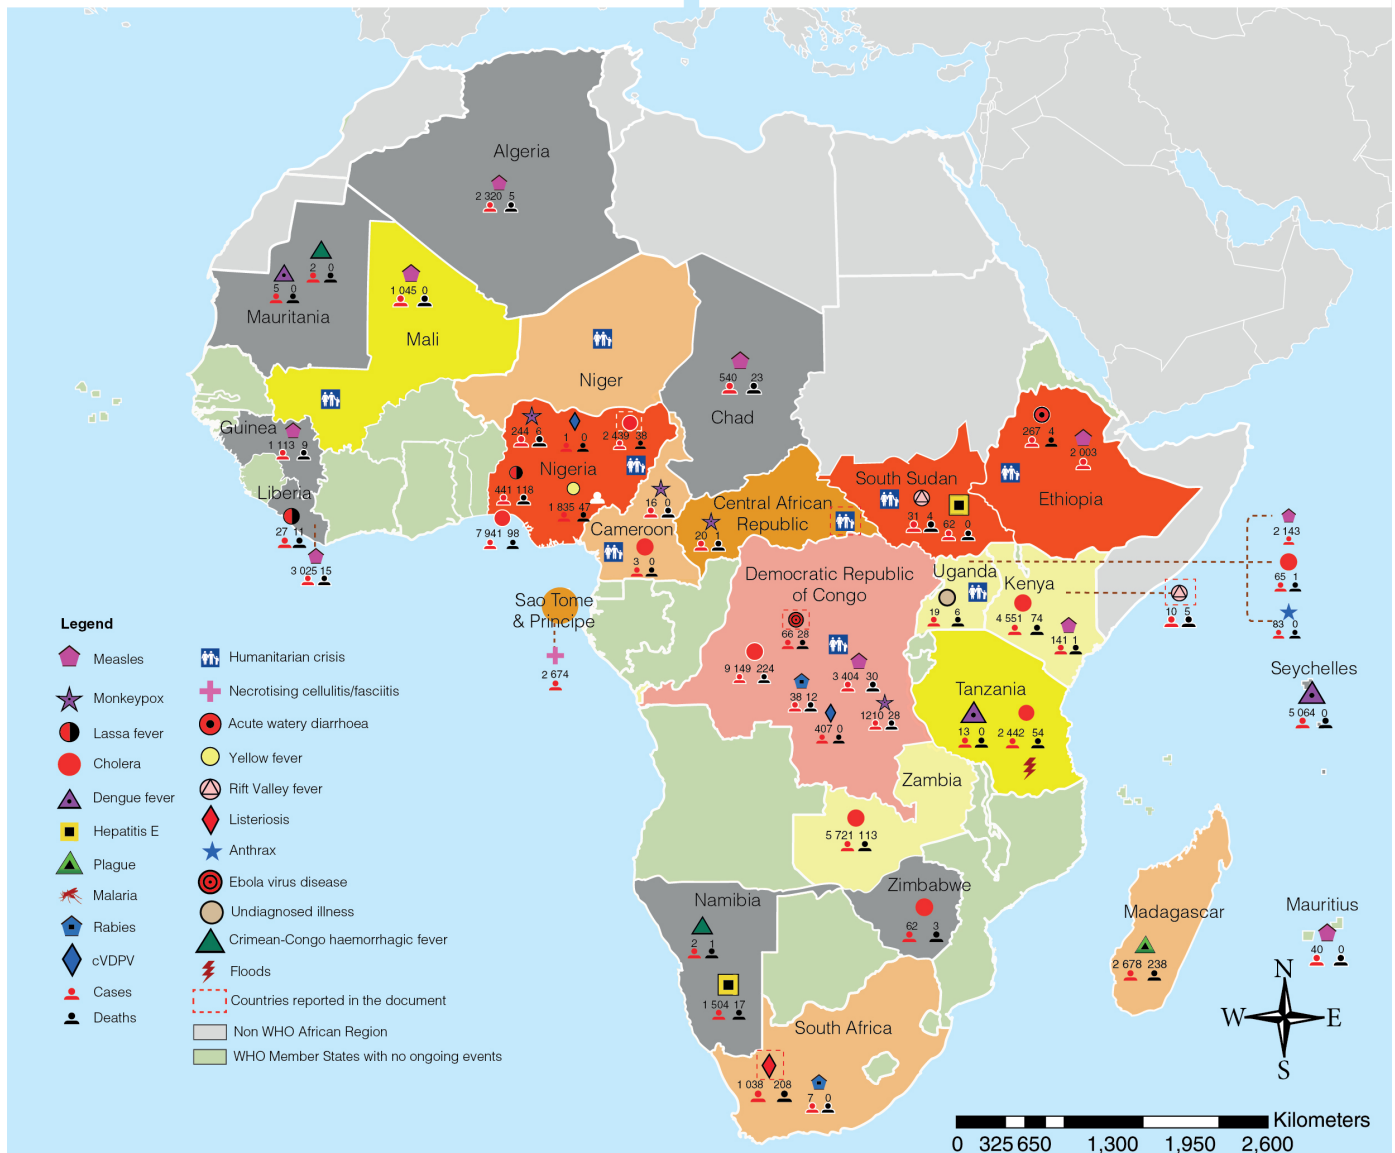 Algeria
2 320 5
2 0
5 0
Mauritania
1 045 0
Mali
Niger
540 23
Chad
Guinea
1 113 9
244 6
1 0
2 439 38
Nigeria
441 118
1 835 47
7 941 98
Liberia
27 11
3 025 15
16 0
Cameroon
3 0
Central African
Republic
20 1
South Sudan
31 4
62 0
267 4
2 003
Ethiopia
2 143
65 1
83 0
Democratic Republic
of Congo
66 28
9 149 224
3 404 30
38 12
1210 28
407 0
Uganda
19 6
Kenya
4 551 74
141 1
10 5
Sao Tome
& Principe
2 674
Tanzania
13 0
2 442 54
Seychelles
5 064 0
Zambia
5 721 113
Zimbabwe
62 3
Namibia
2 1
1 504 17
Madagascar
2 678 238
Mauritius
40 0
South Africa
1 038 208
7 0
Legend
Measles
Monkeypox
Lassa fever
Cholera
Dengue fever
Hepatitis E
Plague
Malaria
Rabies
cVDPV
Cases
Deaths
Humanitarian crisis
Necrotising cellulitis/fasciitis
Acute watery diarrhoea
Yellow fever
Rift Valley fever
Listeriosis
Anthrax
Ebola virus disease
Undiagnosed illness
Crimean-Congo haemorrhagic fever
Floods
Countries reported in the document
Non WHO African Region
WHO Member States with no ongoing events
N
W E
S
Kilometers
0 325 650 1,300 1,950 2,600